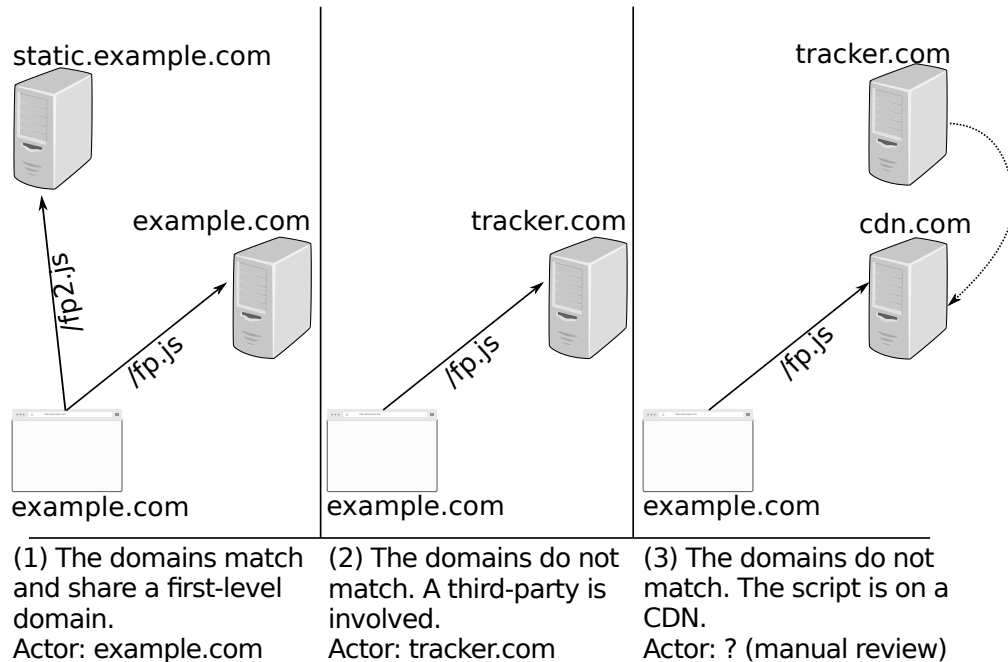 static.example.com
/fp2.js
example.com
/fp.js
example.com
(1) The domains match
and share a first-level
domain.
Actor: example.com
tracker.com
/fp.js
example.com
(2) The domains do not
match. A third-party is
involved.
Actor: tracker.com
tracker.com
cdn.com
/fp.js
example.com
(3) The domains do not
match. The script is on a
CDN.
Actor: ? (manual review)